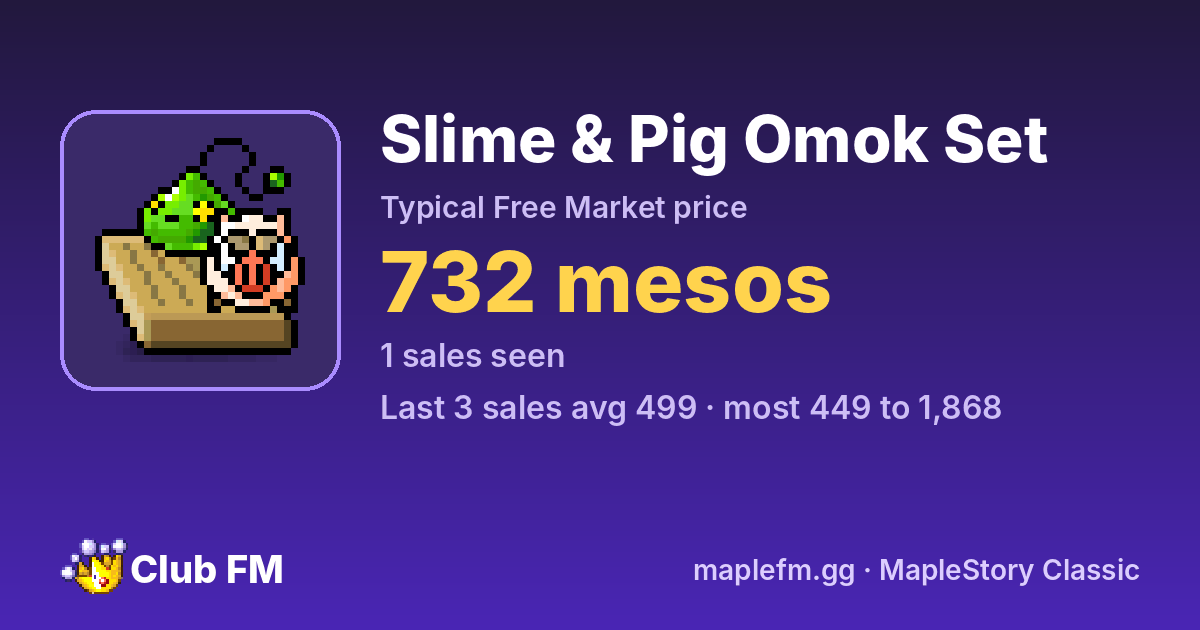 Slime & Pig Omok Set
Typical Free Market price
732 mesos
1 sales seen
Last 3 sales avg 499 · most 449 to 1,868
Club FM
maplefm.gg · MapleStory Classic